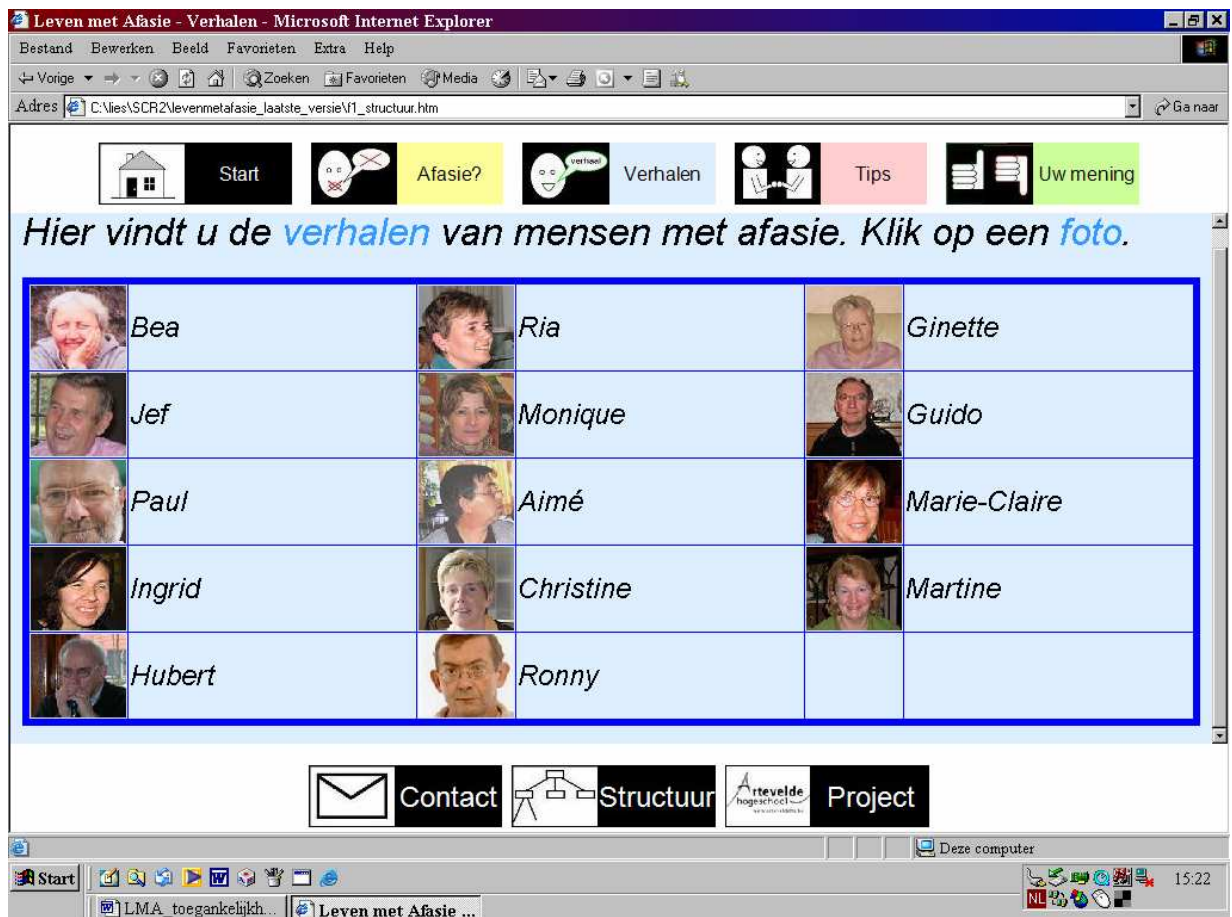 Leven met Afasie - Verhalen - Microsoft Internet Explorer
Bestand Bewerken Beeld Favorieten Extra Help
Vorige Zoeken Favorieten Media
Adres C:\lies\SCR2\levenmetafasie_laatste_versie\f1_structuur.htm Ga naar
Start Afasie? verhaal Verhalen Tips Uw mening
Hier vindt u de verhalen van mensen met afasie. Klik op een foto.
Bea Ria Ginette
Jef Monique Guido
Paul Aimé Marie-Claire
Ingrid Christine Martine
Hubert Ronny
Contact Structuur Artevelde hogeschool Project
Deze computer
Start 15:22
NL
LMA_toegankelijkh... Leven met Afasie ...